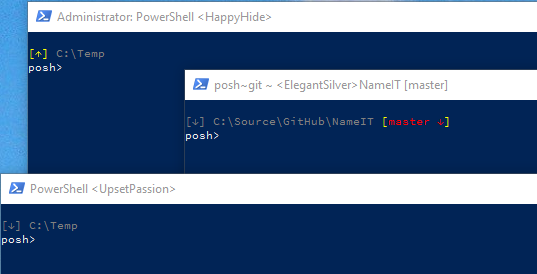 Administrator: PowerShell <HappyHide>
[↑] C:\Temp
posh>
posh~git ~ <ElegantSilver>NameIT [master]
[↓] C:\Source\GitHub\NameIT [master ↓]
posh>
PowerShell <UpsetPassion>
[↓] C:\Temp
posh>